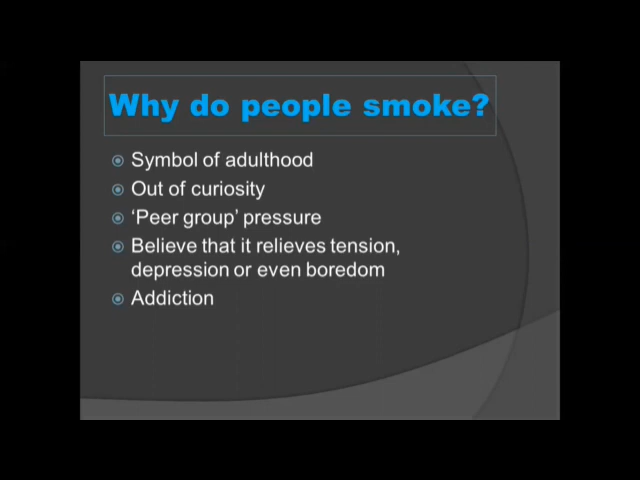 Why do people smoke?
Symbol of adulthood
Out of curiosity
‘Peer group’ pressure
Believe that it relieves tension,
depression or even boredom
Addiction